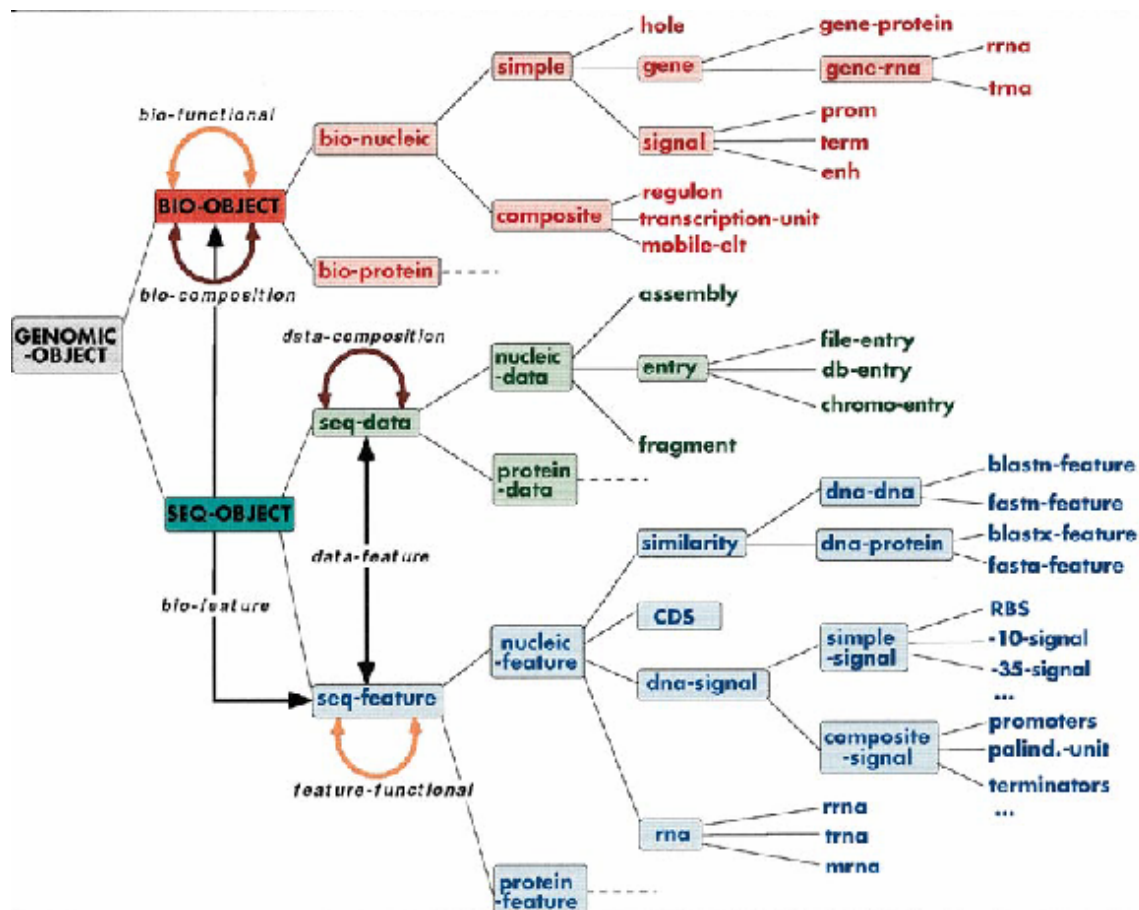 hole
gene-protein
rrna
simple
gene
gene-rna
trna
bio-functional
prom
bio-nucleic
signal
term
enh
BIO-OBJECT
regulon
composite
transcription-unit
mobile-elt
bio-protein
bio-composition
assembly
GENOMIC
-OBJECT
data-composition
nucleic
-data
file-entry
entry
db-entry
chromo-entry
seq-data
fragment
protein
-data
blastn-feature
dna-dna
SEQ-OBJECT
fastn-feature
similarity
dna-protein
blastx-feature
data-feature
fasta-feature
bio-feature
CDS
RBS
nucleic
-feature
simple
-signal
-10-signal
-35-signal
...
dna-signal
seq-feature
promoters
composite
-signal
palind.-unit
terminators
...
feature-functional
rrna
rna
trna
mrna
protein
-feature